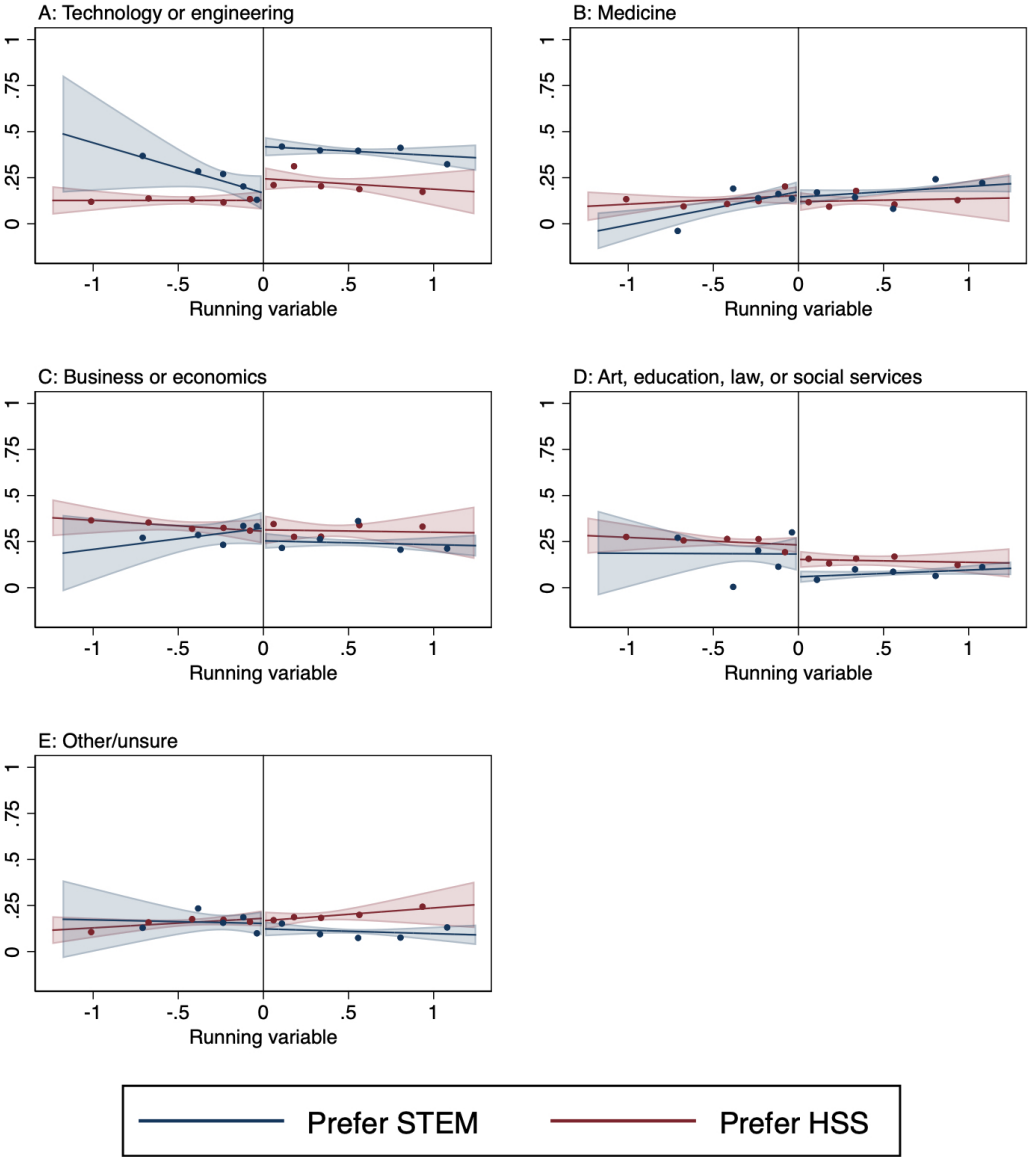 A: Technology or engineering
1
.75
.5
.25
0
-1 -.5 0 .5 1
Running variable
B: Medicine
1
.75
.5
.25
0
-1 -.5 0 .5 1
Running variable
C: Business or economics
1
.75
.5
.25
0
-1 -.5 0 .5 1
Running variable
D: Art, education, law, or social services
1
.75
.5
.25
0
-1 -.5 0 .5 1
Running variable
E: Other/unsure
1
.75
.5
.25
0
-1 -.5 0 .5 1
Running variable
Prefer STEM Prefer HSS